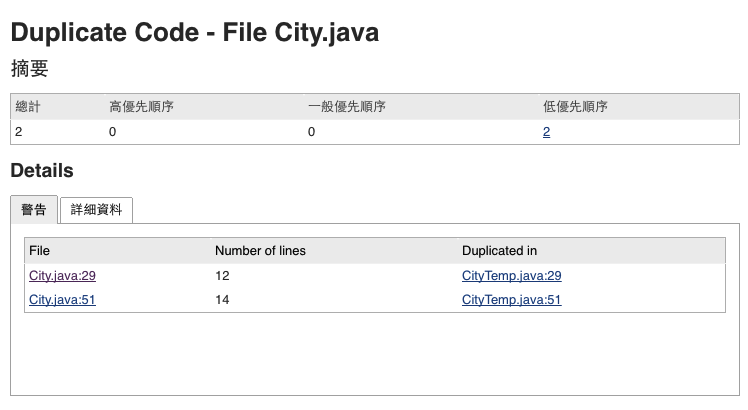 Duplicate Code - File City.java
摘要
總計 高優先順序 一般優先順序 低優先順序
2 0 0 2
Details
警告 詳細資料
File Number of lines Duplicated in
City.java:29 12 CityTemp.java:29
City.java:51 14 CityTemp.java:51